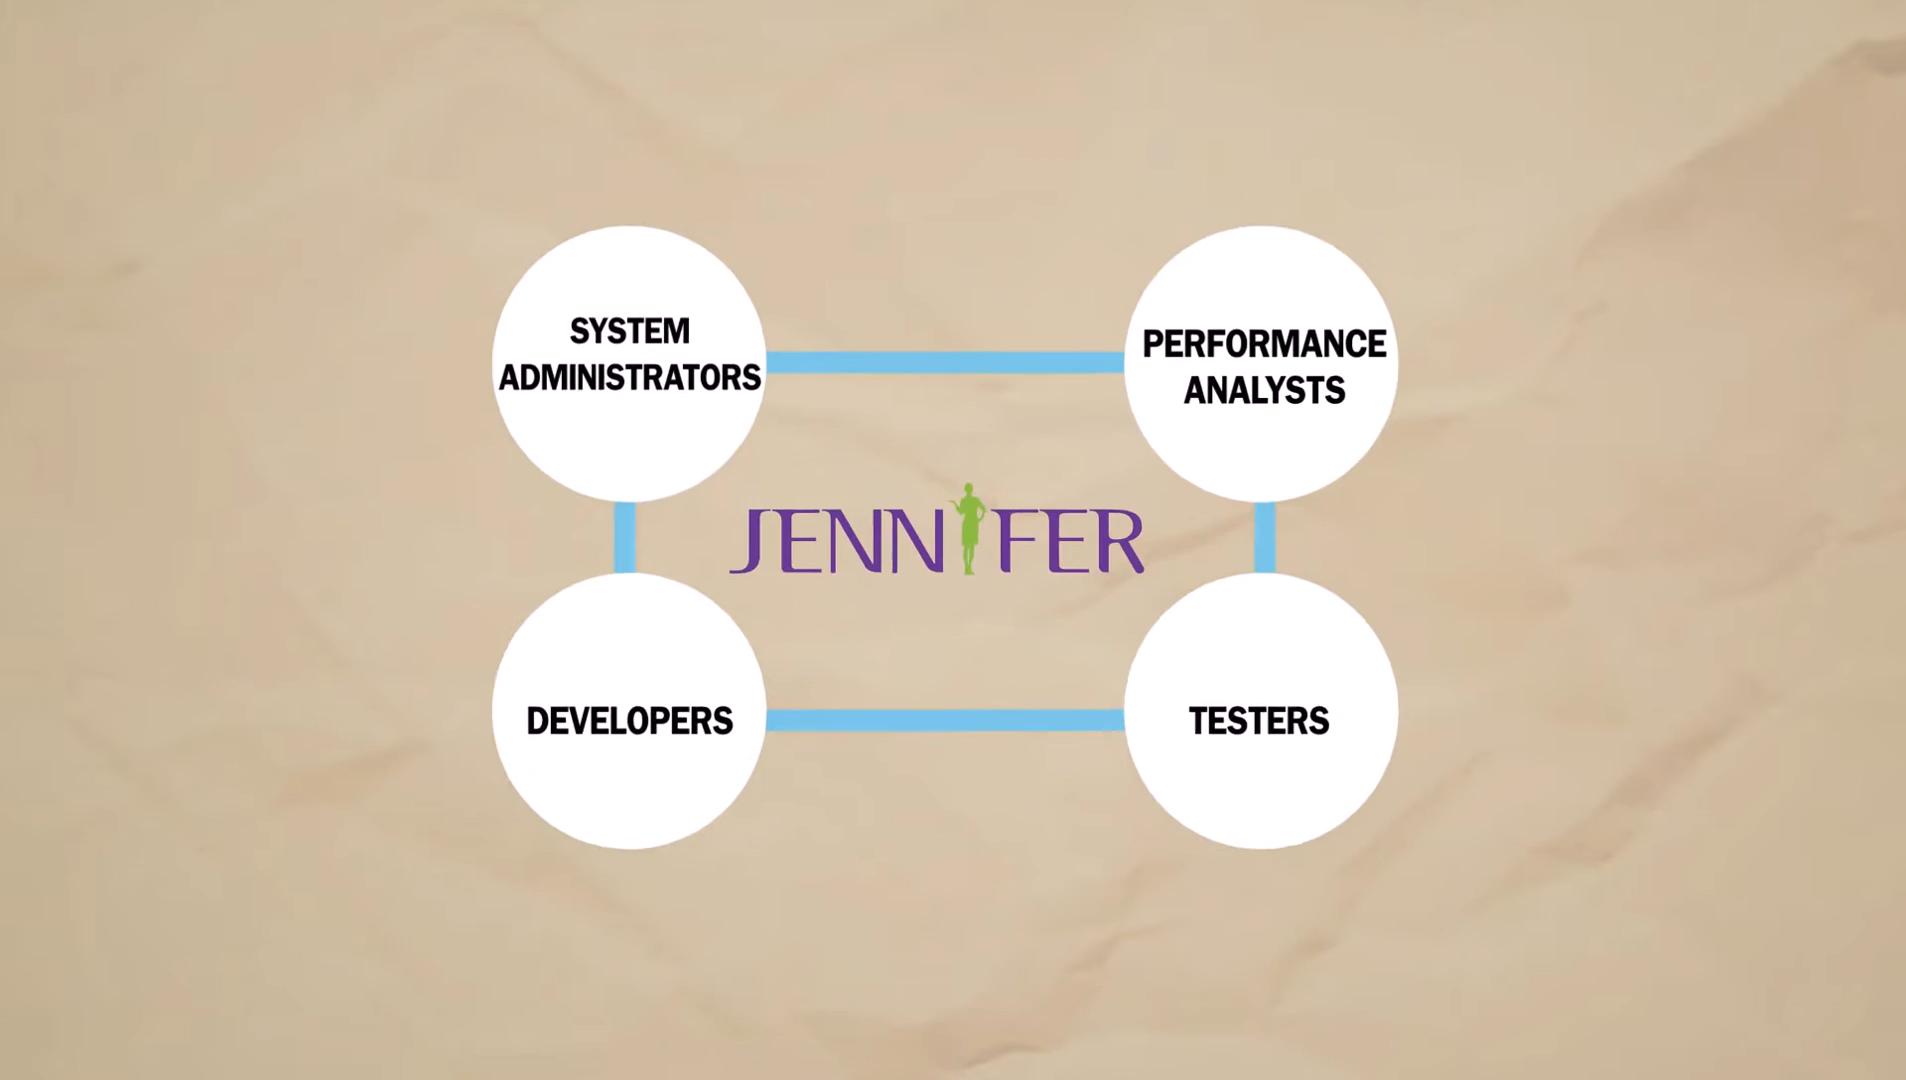 SYSTEM
ADMINISTRATORS
PERFORMANCE
ANALYSTS
JENNIFER
DEVELOPERS
TESTERS